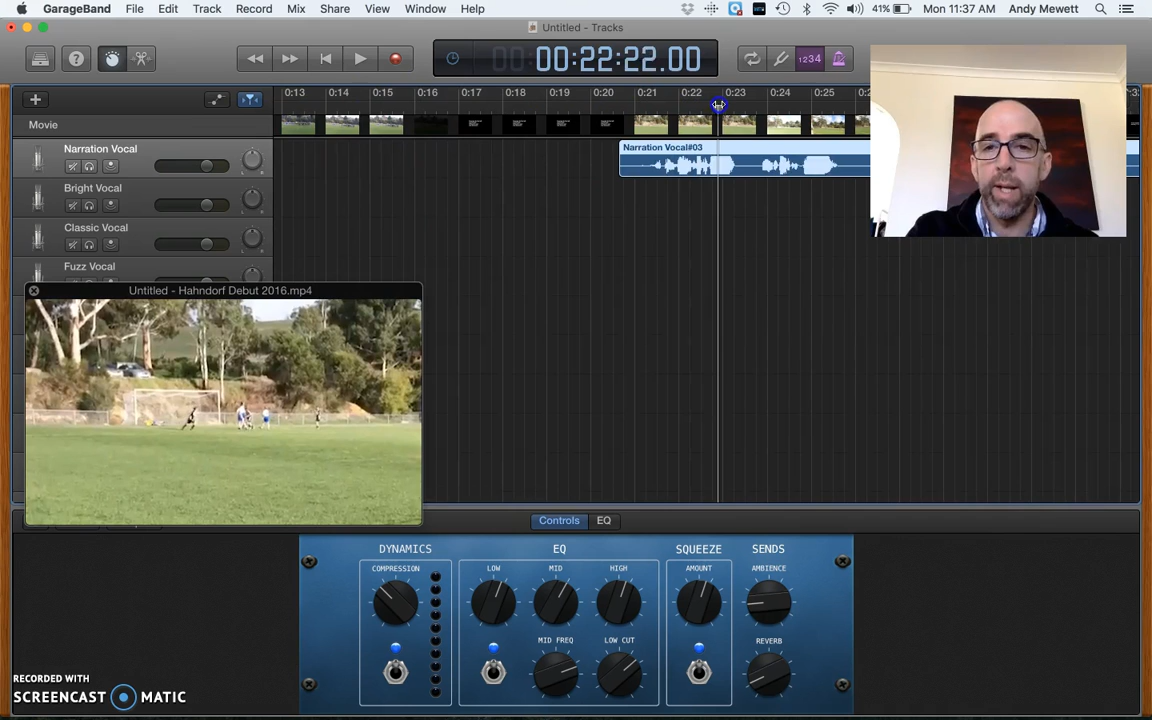 GarageBand File Edit Track Record Mix Share View Window Help 41% Mon 11:37 AM Andy Mewett
Untitled - Tracks
00:22:22.00
1234
0:13 0:14 0:15 0:16 0:17 0:18 0:19 0:20 0:21 0:22 0:23 0:24 0:25
Movie
Narration Vocal
Narration Vocal#03
Bright Vocal
Classic Vocal
Fuzz Vocal
Untitled - Hahndorf Debut 2016.mp4
Controls EQ
DYNAMICS EQ SQUEEZE SENDS
COMPRESSION LOW MID HIGH AMOUNT AMBIENCE
MID FREQ LOW CUT REVERB
RECORDED WITH
SCREENCAST MATIC